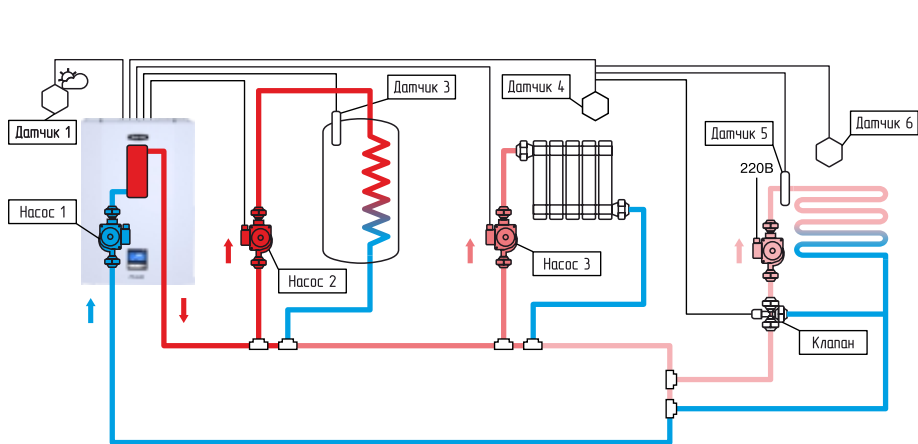 Датчик 1
Насос 1
Насос 2
Датчик 3
Насос 3
Датчик 4
Датчик 5
220В
Датчик 6
Клапан